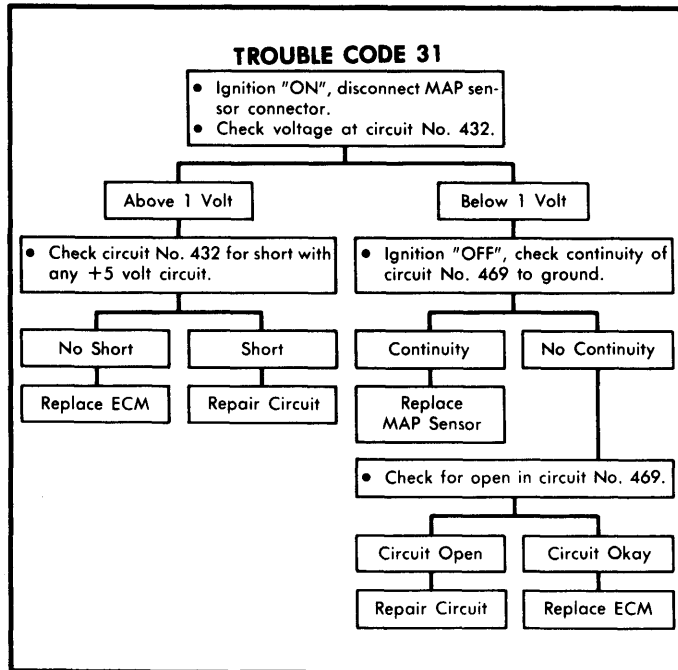 TROUBLE CODE 31
• Ignition "ON", disconnect MAP sen-
sor connector.
• Check voltage at circuit No. 432.
Above 1 Volt
Below 1 Volt
• Check circuit No. 432 for short with
any +5 volt circuit.
• Ignition "OFF", check continuity of
circuit No. 469 to ground.
No Short
Short
Continuity
No Continuity
Replace ECM
Repair Circuit
Replace
MAP Sensor
• Check for open in circuit No. 469.
Circuit Open
Circuit Okay
Repair Circuit
Replace ECM